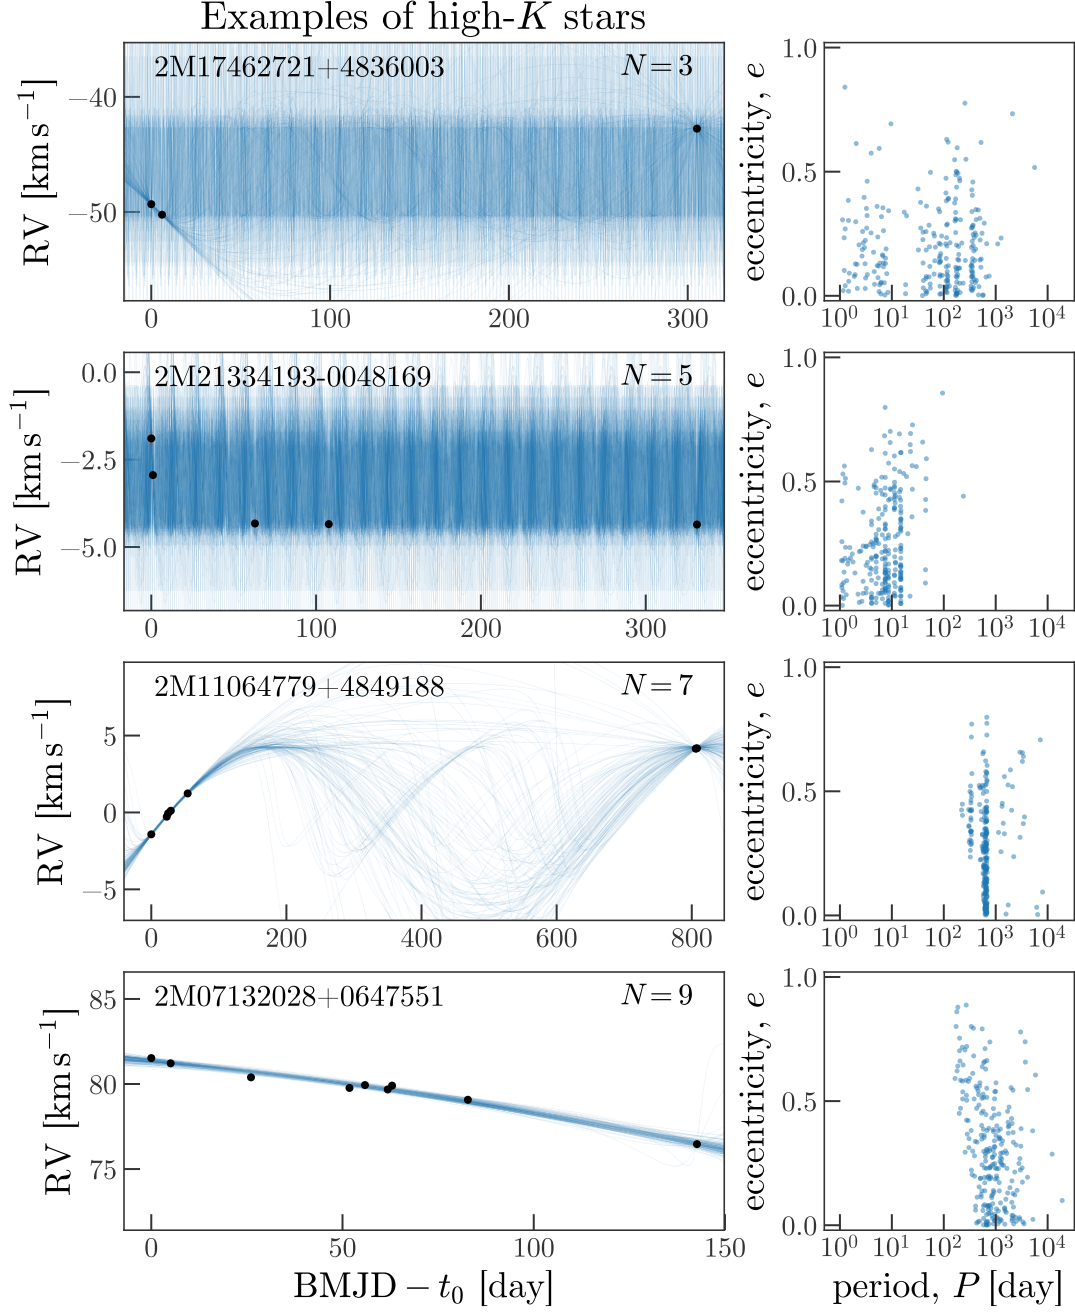 Examples of high-K stars
2M17462721+4836003 N = 3
RV [km s⁻¹]
−40
−50
0 100 200 300
eccentricity, e
1.0
0.5
0.0
10⁰ 10¹ 10² 10³ 10⁴
2M21334193-0048169 N = 5
RV [km s⁻¹]
0.0
−2.5
−5.0
0 100 200 300
eccentricity, e
1.0
0.5
0.0
10⁰ 10¹ 10² 10³ 10⁴
2M11064779+4849188 N = 7
RV [km s⁻¹]
5
0
−5
0 200 400 600 800
eccentricity, e
1.0
0.5
0.0
10⁰ 10¹ 10² 10³ 10⁴
2M07132028+0647551 N = 9
RV [km s⁻¹]
85
80
75
0 50 100 150
BMJD − t₀ [day]
eccentricity, e
1.0
0.5
0.0
10⁰ 10¹ 10² 10³ 10⁴
period, P [day]